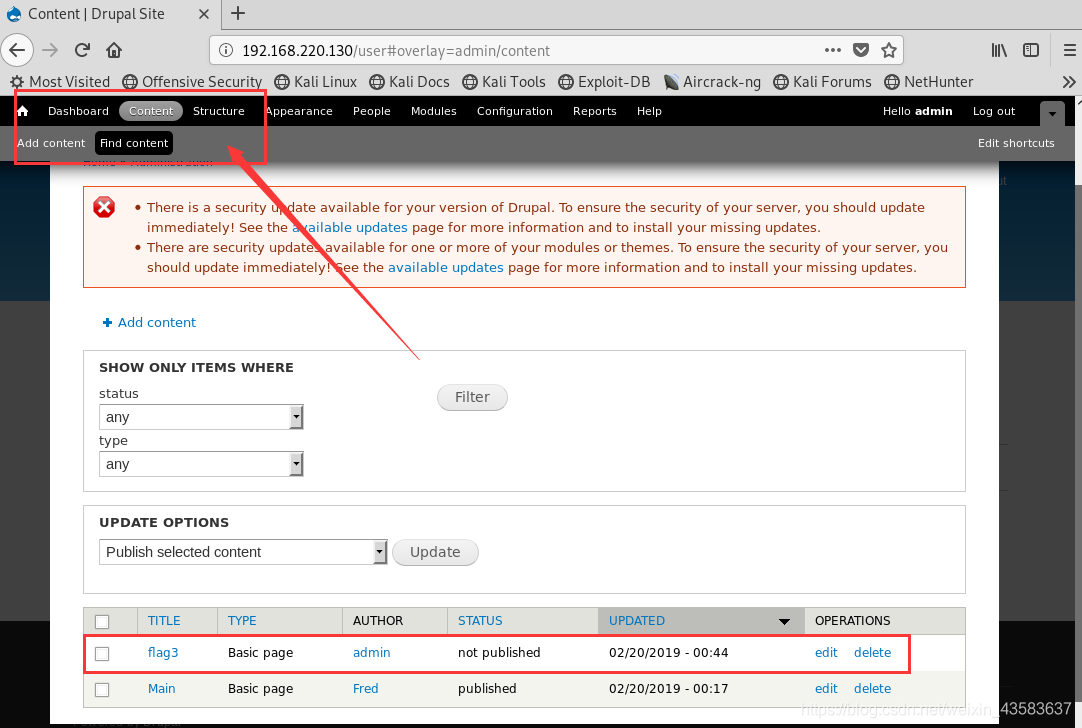 Content | Drupal Site
192.168.220.130/user#overlay=admin/content
Most Visited Offensive Security Kali Linux Kali Docs Kali Tools Exploit-DB Aircrack-ng Kali Forums NetHunter
Dashboard Content Structure Appearance People Modules Configuration Reports Help Hello admin Log out
Add content Find content Edit shortcuts
Home » Administration
There is a security update available for your version of Drupal. To ensure the security of your server, you should update
immediately! See the available updates page for more information and to install your missing updates.
There are security updates available for one or more of your modules or themes. To ensure the security of your server, you
should update immediately! See the available updates page for more information and to install your missing updates.
Add content
SHOW ONLY ITEMS WHERE
status
any
Filter
type
any
UPDATE OPTIONS
Publish selected content Update
TITLE TYPE AUTHOR STATUS UPDATED OPERATIONS
flag3 Basic page admin not published 02/20/2019 - 00:44 edit delete
Main Basic page Fred published 02/20/2019 - 00:17 edit delete
https://blog.csdn.net/weixin_43583637
Powered by Drupal